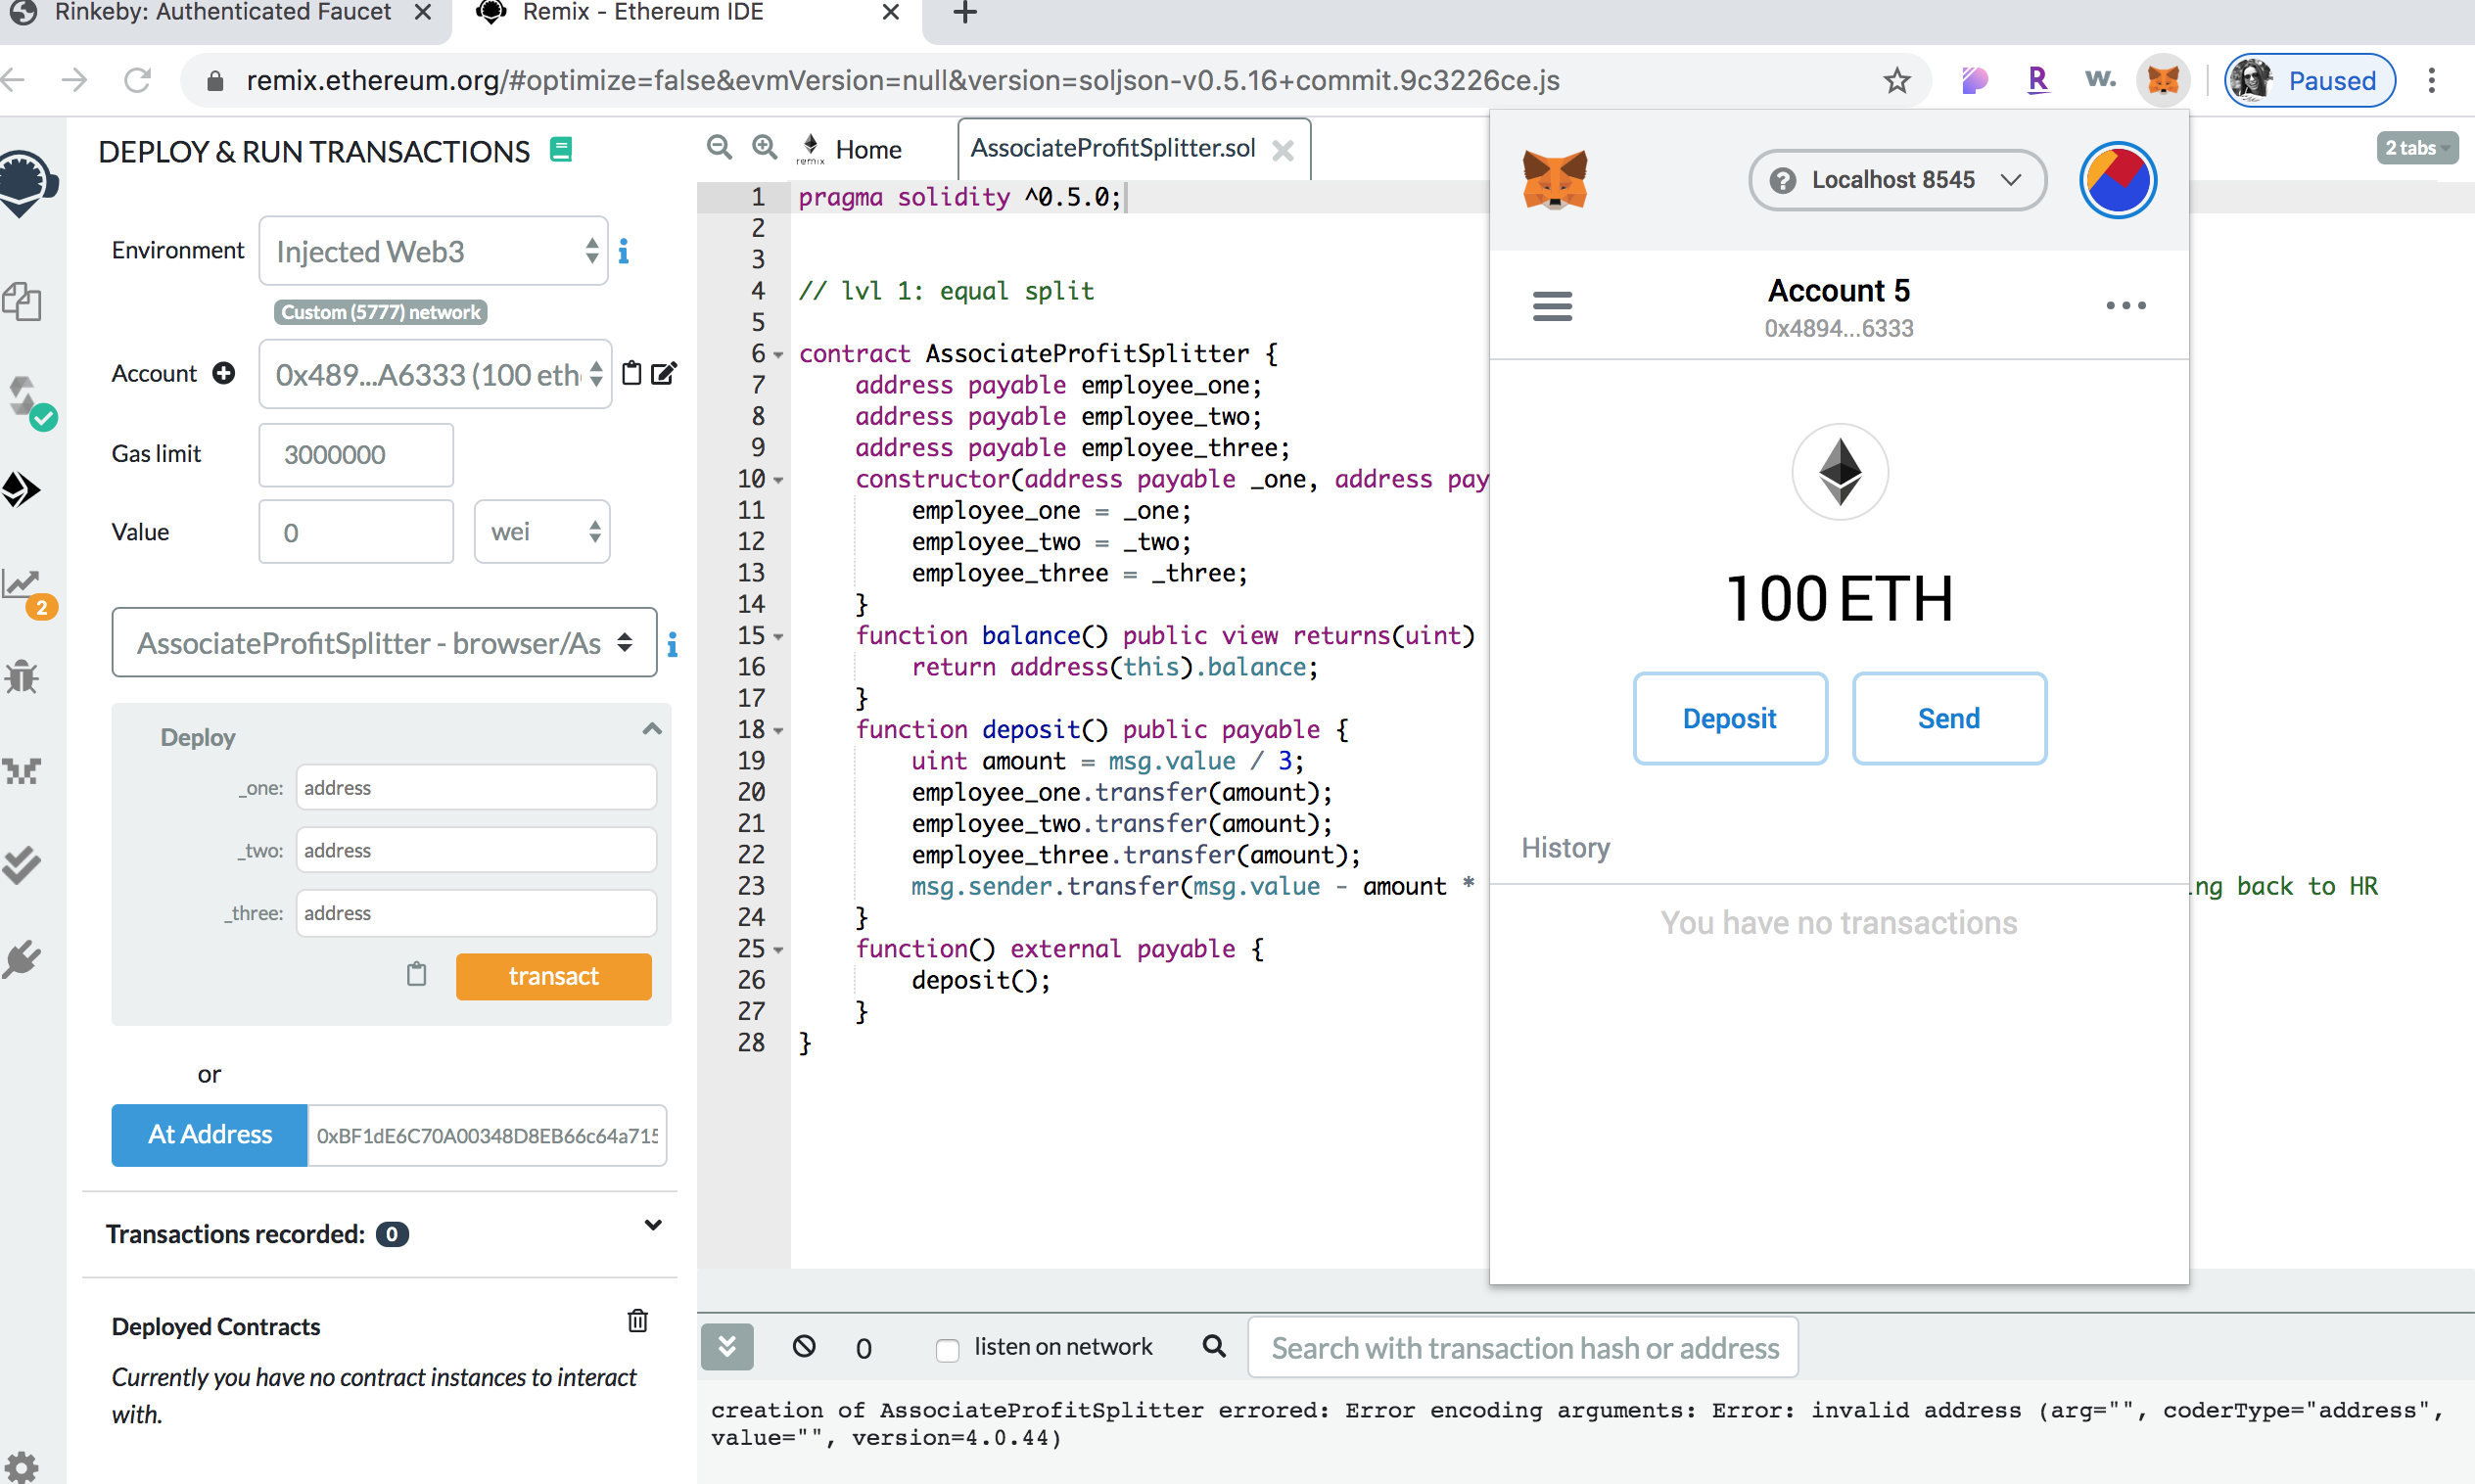 Rinkeby: Authenticated Faucet
Remix - Ethereum IDE
remix.ethereum.org/#optimize=false&evmVersion=null&version=soljson-v0.5.16+commit.9c3226ce.js
R
w.
Paused
DEPLOY & RUN TRANSACTIONS
Environment
Injected Web3
Custom (5777) network
Account
0x489...A6333 (100 eth
Gas limit
3000000
Value
0
wei
2
AssociateProfitSplitter - browser/As
Deploy
_one:
address
_two:
address
_three:
address
transact
or
At Address
0xBF1dE6C70A00348D8EB66c64a715
Transactions recorded: 0
Deployed Contracts
Currently you have no contract instances to interact
with.
remix
Home
AssociateProfitSplitter.sol
2 tabs
1 pragma solidity ^0.5.0;
2
3
4 // lvl 1: equal split
5
6 contract AssociateProfitSplitter {
7 address payable employee_one;
8 address payable employee_two;
9 address payable employee_three;
10 constructor(address payable _one, address pay
11 employee_one = _one;
12 employee_two = _two;
13 employee_three = _three;
14 }
15 function balance() public view returns(uint)
16 return address(this).balance;
17 }
18 function deposit() public payable {
19 uint amount = msg.value / 3;
20 employee_one.transfer(amount);
21 employee_two.transfer(amount);
22 employee_three.transfer(amount);
23 msg.sender.transfer(msg.value - amount * ng back to HR
24 }
25 function() external payable {
26 deposit();
27 }
28 }
Localhost 8545
Account 5
0x4894...6333
100 ETH
Deposit
Send
History
You have no transactions
0
listen on network
Search with transaction hash or address
creation of AssociateProfitSplitter errored: Error encoding arguments: Error: invalid address (arg="", coderType="address",
value="", version=4.0.44)